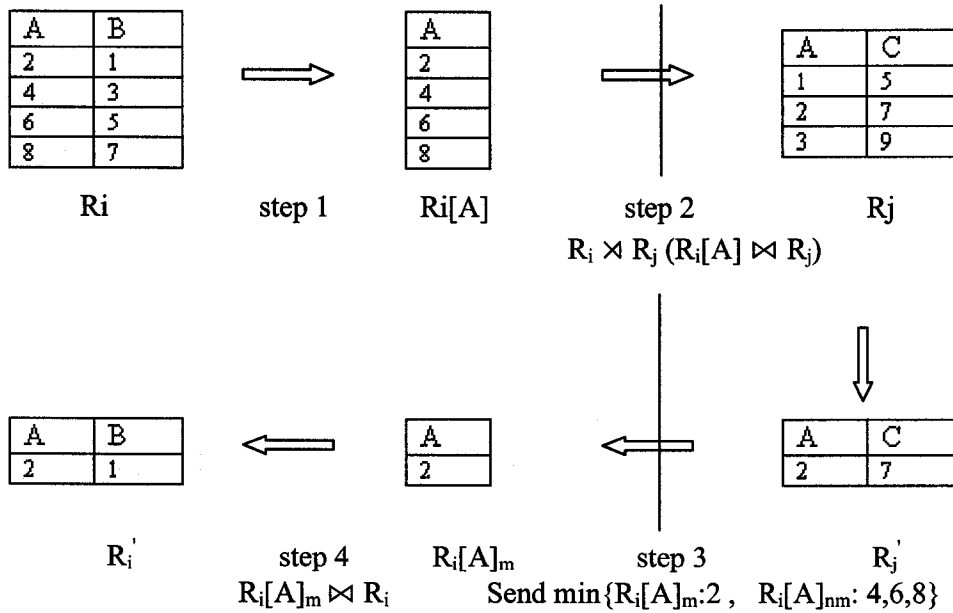 A B
2 1
4 3
6 5
8 7
Ri
step 1
A
2
4
6
8
Ri[A]
step 2
A C
1 5
2 7
3 9
Rj
Rᵢ ⋊ Rⱼ (Rᵢ[A] ⋈ Rⱼ)
A B
2 1
Rᵢ'
step 4
Rᵢ[A]ₘ ⋈ Rᵢ
A
2
Rᵢ[A]ₘ
step 3
A C
2 7
Rⱼ'
Send min{Rᵢ[A]ₘ:2 , Rᵢ[A]ₙₘ: 4,6,8}